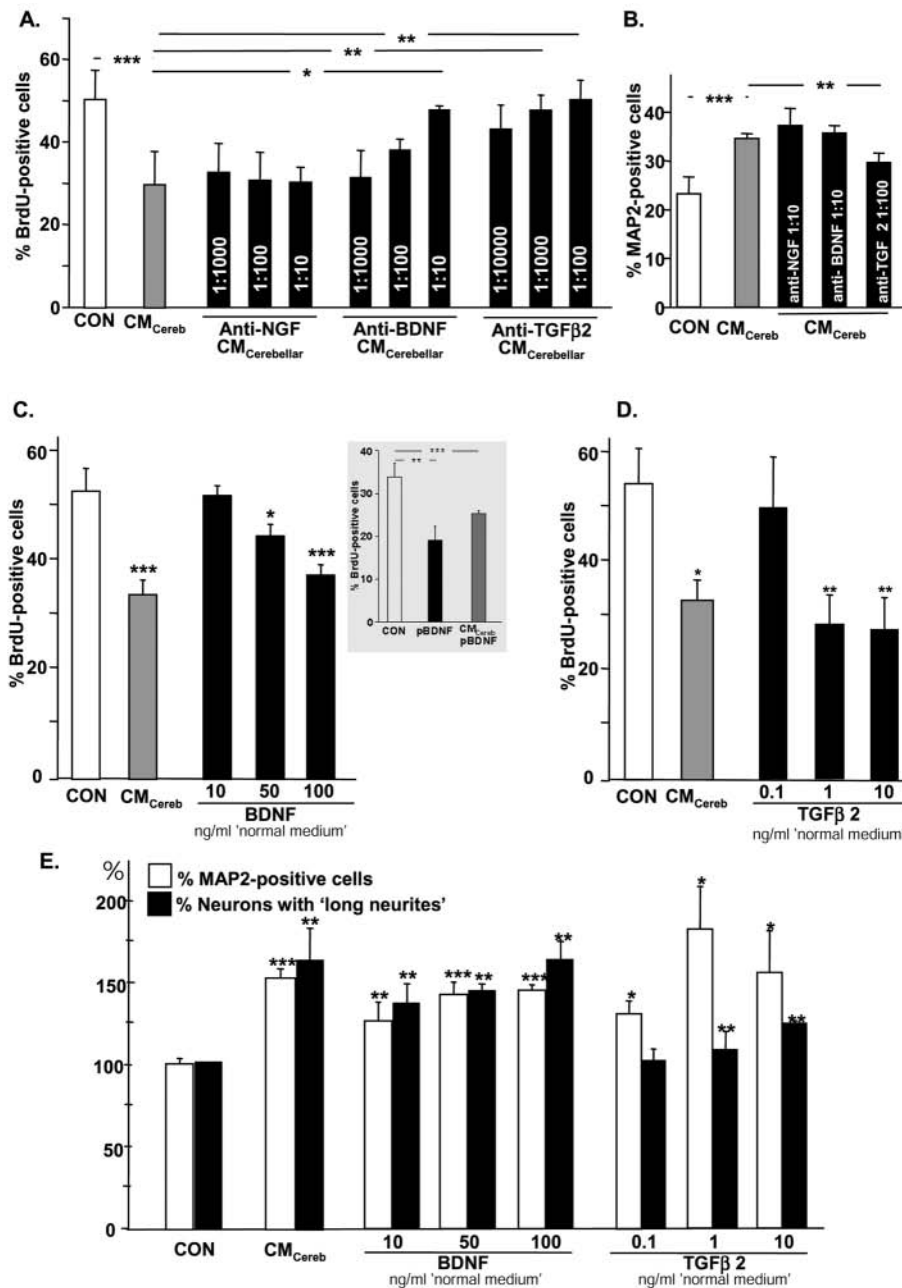 A.
B.
**
**
***
*
60
40
20
0
% BrdU-positive cells
1:1000
1:100
1:10
1:1000
1:100
1:10
1:10000
1:1000
1:100
CON
CMCereb
Anti-NGF
CMCerebellar
Anti-BDNF
CMCerebellar
Anti-TGFβ2
CMCerebellar
***
**
40
30
20
0
% MAP2-positive cells
anti-NGF 1:10
anti- BDNF 1:10
anti-TGF 2 1:100
CON
CMCereb
CMCereb
C.
D.
60
40
20
0
% BrdU-positive cells
***
*
***
CON
CMCereb
10 50 100
BDNF
ng/ml 'normal medium'
***
**
40
30
20
10
0
% BrdU-positive cells
CON
pBDNF
CMCereb
pBDNF
60
40
20
0
% BrdU-positive cells
*
**
**
CON
CMCereb
0.1 1 10
TGFβ 2
ng/ml 'normal medium'
E.
%
% MAP2-positive cells
% Neurons with 'long neurites'
200
150
100
50
0
*** **
** **
*** **
*** **
*
* **
* **
CON
CMCereb
10 50 100
BDNF
ng/ml 'normal medium'
0.1 1 10
TGFβ 2
ng/ml 'normal medium'